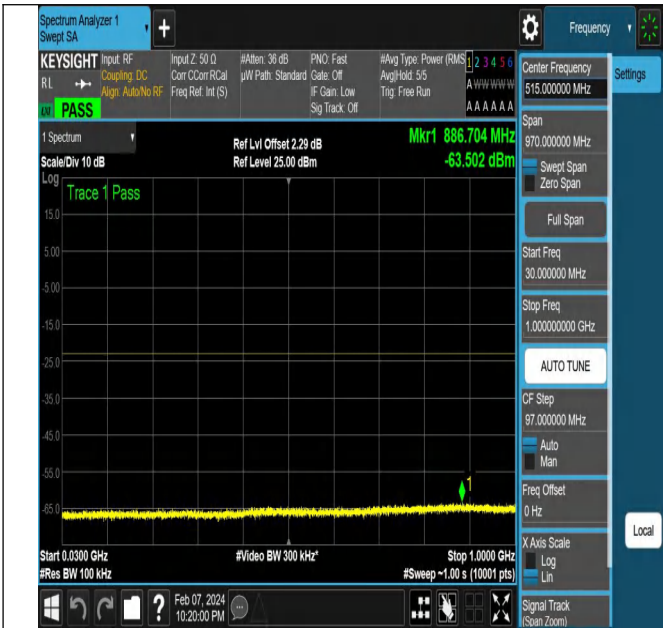 Spectrum Analyzer 1
Swept SA
+
Frequency
KEYSIGHT
RL
PASS
Input: RF
Coupling: DC
Align: Auto/No RF
Input Z: 50 Ω
Corr CCorr RCal
Freq Ref: Int (S)
#Atten: 36 dB
µW Path: Standard
PNO: Fast
Gate: Off
IF Gain: Low
Sig Track: Off
#Avg Type: Power (RMS
Avg|Hold: 5/5
Trig: Free Run
1 2 3 4 5 6
A W W W W W
A A A A A A
1 Spectrum
Scale/Div 10 dB
Log
Ref Lvl Offset 2.29 dB
Ref Level 25.00 dBm
Mkr1 886.704 MHz
-63.502 dBm
Trace 1 Pass
15.0
5.00
-5.00
-15.0
-25.0
-35.0
-45.0
-55.0
-65.0
1
Start 0.0300 GHz
#Res BW 100 kHz
#Video BW 300 kHz*
Stop 1.0000 GHz
#Sweep ~1.00 s (10001 pts)
Feb 07, 2024
10:20:00 PM
Center Frequency
515.000000 MHz
Settings
Span
970.000000 MHz
Swept Span
Zero Span
Full Span
Start Freq
30.000000 MHz
Stop Freq
1.000000000 GHz
AUTO TUNE
CF Step
97.000000 MHz
Auto
Man
Freq Offset
0 Hz
Local
X Axis Scale
Log
Lin
Signal Track
(Span Zoom)